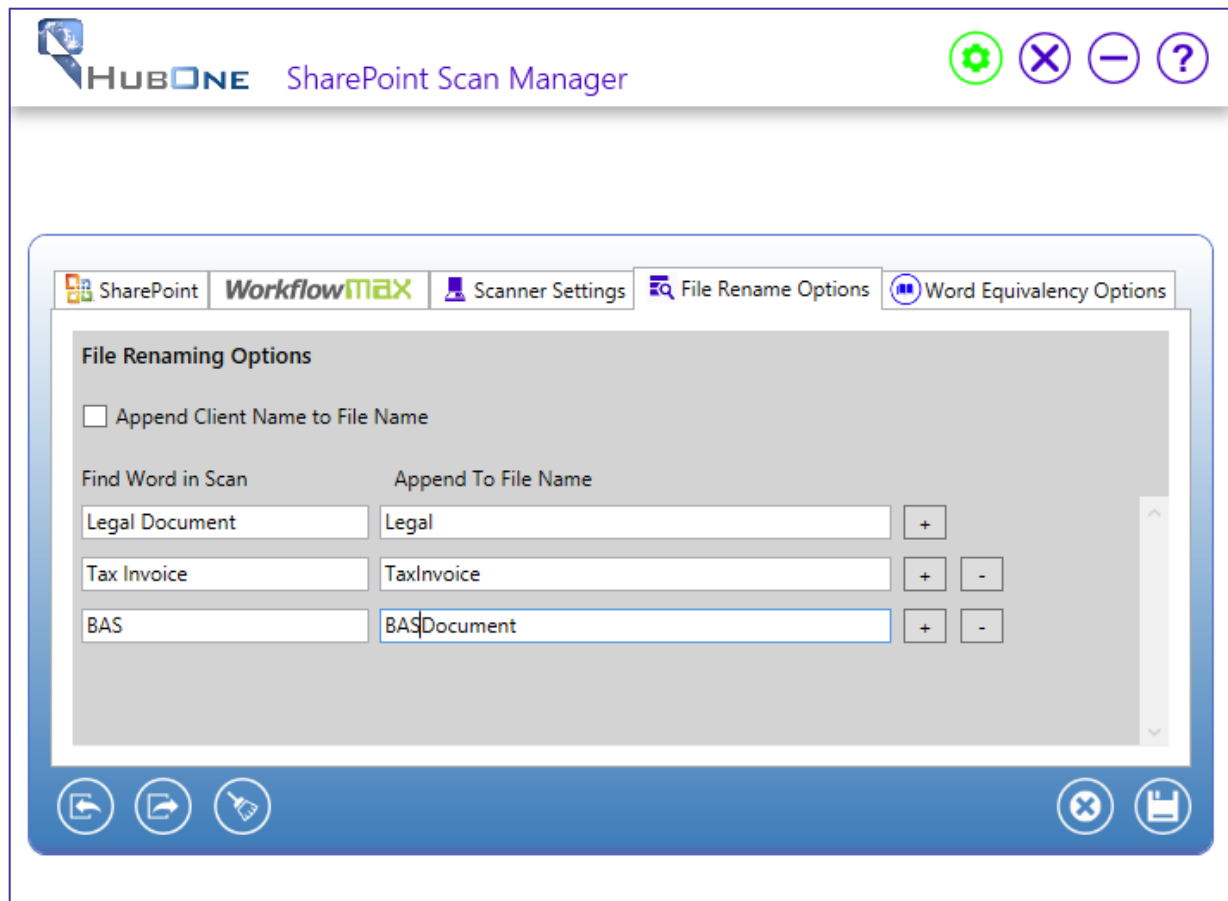 HUBONE SharePoint Scan Manager ?
SharePoint WorkflowMAX Scanner Settings File Rename Options Word Equivalency Options
File Renaming Options
Append Client Name to File Name
Find Word in Scan Append To File Name
Legal Document Legal +
Tax Invoice TaxInvoice + -
BAS BASDocument + -